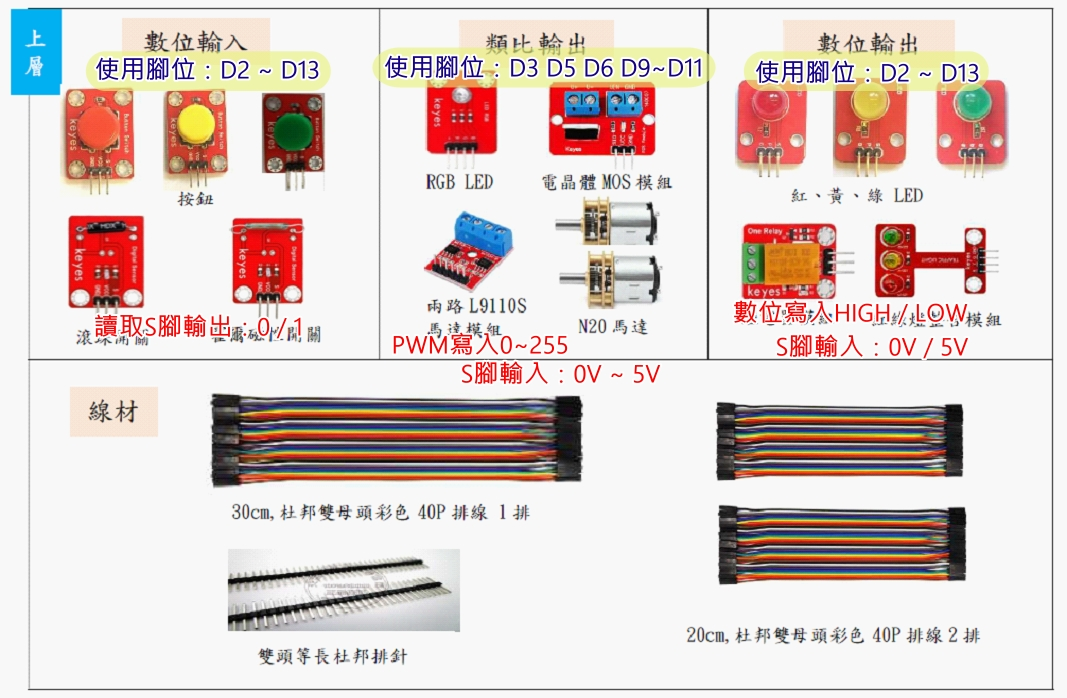 上
層
數位輸入
使用腳位：D2 ~ D13
按鈕
讀取S腳輸出：0 / 1
類比輸出
使用腳位：D3 D5 D6 D9~D11
RGB LED
電晶體 MOS 模組
兩路 L9110S
馬達模組
N20 馬達
PWM寫入0~255
S腳輸入：0V ~ 5V
數位輸出
使用腳位：D2 ~ D13
紅、黃、綠 LED
One Relay
keyes
數位寫入HIGH / LOW
S腳輸入：0V / 5V
線材
30cm,杜邦雙母頭彩色 40P 排線 1 排
雙頭等長杜邦排針
20cm,杜邦雙母頭彩色 40P 排線 2 排